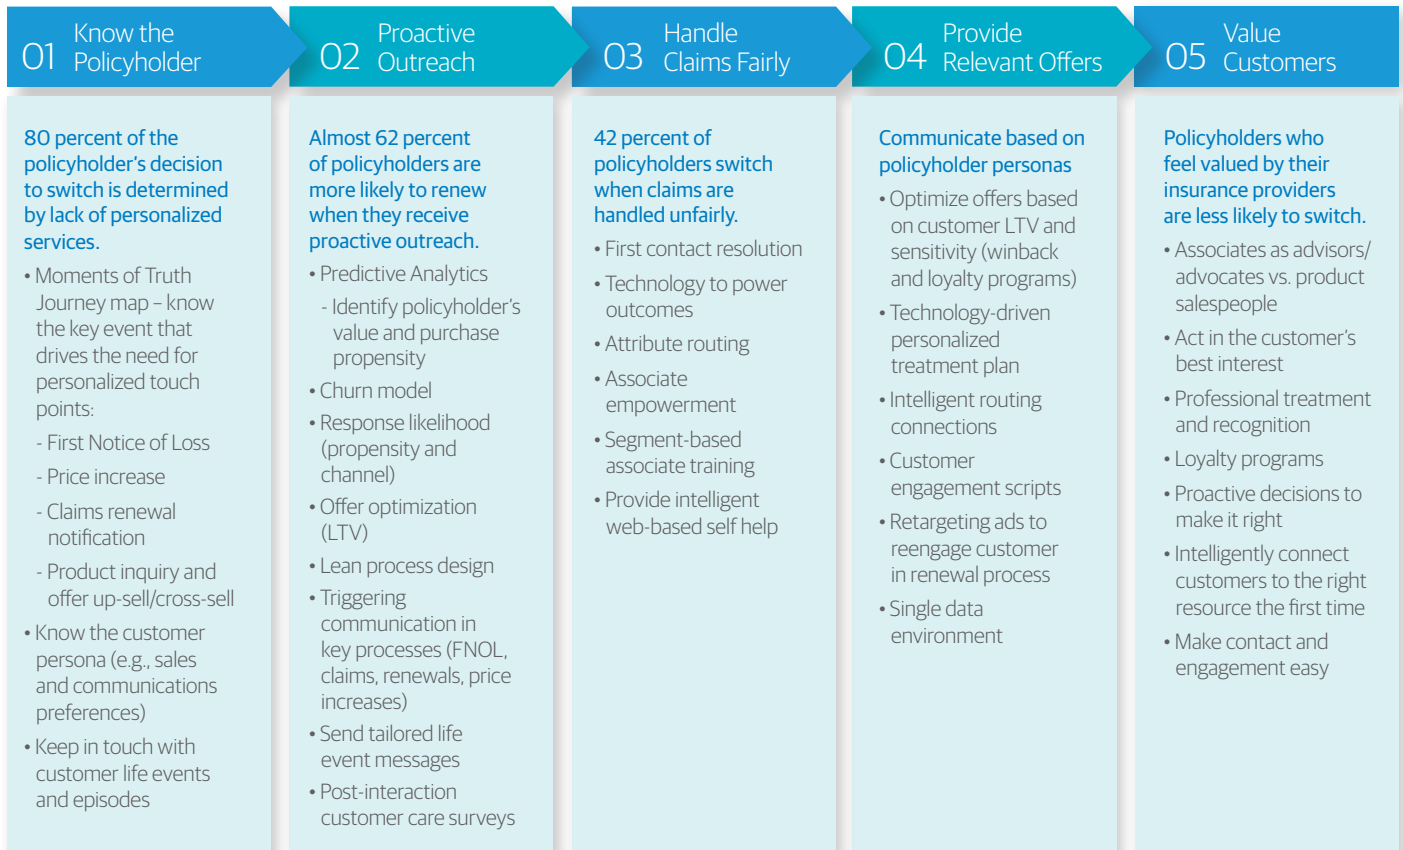 01 Know the
Policyholder
80 percent of the
policyholder's decision
to switch is determined
by lack of personalized
services.
• Moments of Truth
Journey map – know
the key event that
drives the need for
personalized touch
points:
- First Notice of Loss
- Price increase
- Claims renewal
notification
- Product inquiry and
offer up-sell/cross-sell
• Know the customer
persona (e.g., sales
and communications
preferences)
• Keep in touch with
customer life events
and episodes
02 Proactive
Outreach
Almost 62 percent
of policyholders are
more likely to renew
when they receive
proactive outreach.
• Predictive Analytics
- Identify policyholder's
value and purchase
propensity
• Churn model
• Response likelihood
(propensity and
channel)
• Offer optimization
(LTV)
• Lean process design
• Triggering
communication in
key processes (FNOL,
claims, renewals, price
increases)
• Send tailored life
event messages
• Post-interaction
customer care surveys
03 Handle
Claims Fairly
42 percent of
policyholders switch
when claims are
handled unfairly.
• First contact resolution
• Technology to power
outcomes
• Attribute routing
• Associate
empowerment
• Segment-based
associate training
• Provide intelligent
web-based self help
04 Provide
Relevant Offers
Communicate based on
policyholder personas
• Optimize offers based
on customer LTV and
sensitivity (winback
and loyalty programs)
• Technology-driven
personalized
treatment plan
• Intelligent routing
connections
• Customer
engagement scripts
• Retargeting ads to
reengage customer
in renewal process
• Single data
environment
05 Value
Customers
Policyholders who
feel valued by their
insurance providers
are less likely to switch.
• Associates as advisors/
advocates vs. product
salespeople
• Act in the customer's
best interest
• Professional treatment
and recognition
• Loyalty programs
• Proactive decisions to
make it right
• Intelligently connect
customers to the right
resource the first time
• Make contact and
engagement easy